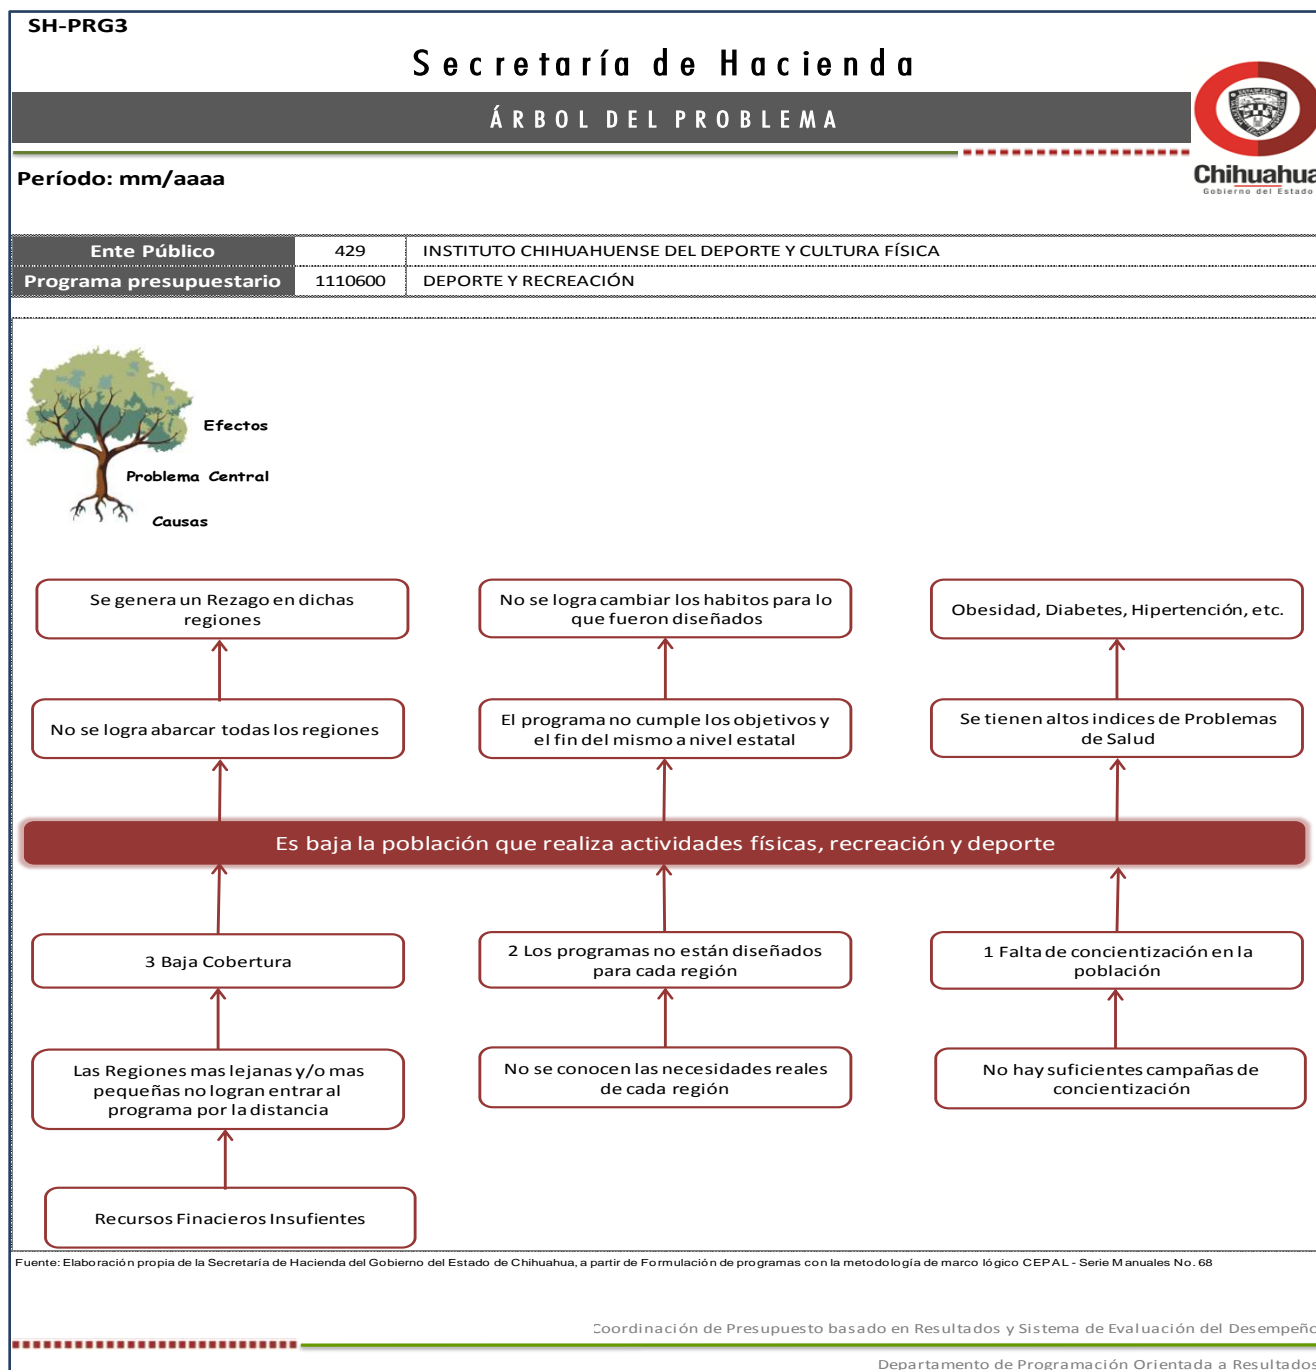 SH-PRG3
Secretaría de Hacienda
ÁRBOL DEL PROBLEMA
Chihuahua
Gobierno del Estado
Período: mm/aaaa
Ente Público 429 INSTITUTO CHIHUAHUENSE DEL DEPORTE Y CULTURA FÍSICA
Programa presupuestario 1110600 DEPORTE Y RECREACIÓN
Efectos
Problema Central
Causas
Se genera un Rezago en dichas
regiones
No se logra cambiar los habitos para lo
que fueron diseñados
Obesidad, Diabetes, Hipertención, etc.
No se logra abarcar todas los regiones
El programa no cumple los objetivos y
el fin del mismo a nivel estatal
Se tienen altos indices de Problemas
de Salud
Es baja la población que realiza actividades físicas, recreación y deporte
3 Baja Cobertura
2 Los programas no están diseñados
para cada región
1 Falta de concientización en la
población
Las Regiones mas lejanas y/o mas
pequeñas no logran entrar al
programa por la distancia
No se conocen las necesidades reales
de cada región
No hay suficientes campañas de
concientización
Recursos Finacieros Insufientes
Fuente: Elaboración propia de la Secretaría de Hacienda del Gobierno del Estado de Chihuahua, a partir de Formulación de programas con la metodología de marco lógico CEPAL - Serie Manuales No. 68
Coordinación de Presupuesto basado en Resultados y Sistema de Evaluación del Desempeño
Departamento de Programación Orientada a Resultados